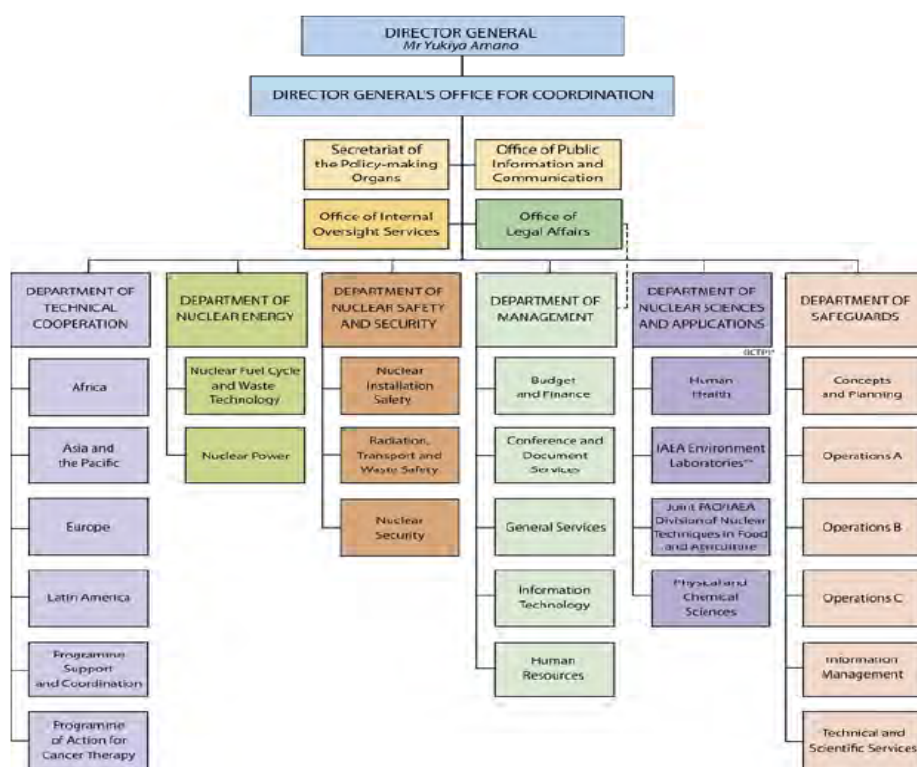 DIRECTOR GENERAL
Mr Yukiya Amano
DIRECTOR GENERAL'S OFFICE FOR COORDINATION
Secretariat of
the Policy-making
Organs
Office of Public
Information and
Communication
Office of Internal
Oversight Services
Office of
Legal Affairs
DEPARTMENT OF
TECHNICAL
COOPERATION
DEPARTMENT OF
NUCLEAR ENERGY
DEPARTMENT OF
NUCLEAR SAFETY
AND SECURITY
DEPARTMENT OF
MANAGEMENT
DEPARTMENT OF
NUCLEAR SCIENCES
AND APPLICATIONS
DEPARTMENT OF
SAFEGUARDS
Africa
Asia and
the Pacific
Europe
Latin America
Programme
Support
and Coordination
Programme
of Action for
Cancer Therapy
Nuclear Fuel Cycle
and Waste
Technology
Nuclear Power
Nuclear
Installation
Safety
Radiation,
Transport and
Waste Safety
Nuclear
Security
Budget
and Finance
Conference and
Document
Services
General Services
Information
Technology
Human
Resources
Human
Health
IAEA Environment
Laboratories**
Joint FAO/IAEA
Division of Nuclear
Techniques in Food
and Agriculture
Physical and
Chemical
Sciences
Concepts
and Planning
Operations A
Operations B
Operations C
Information
Management
Technical and
Scientific Services